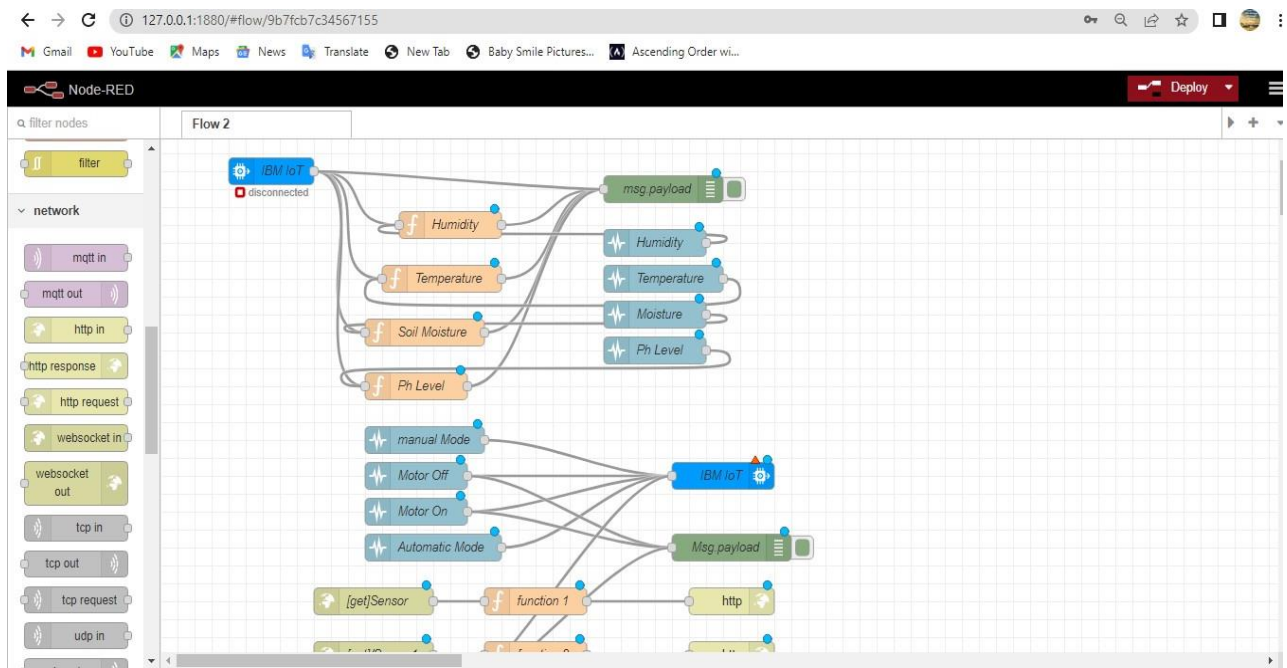 127.0.0.1:1880/#flow/9b7fcb7c34567155
Gmail YouTube Maps News Translate New Tab Baby Smile Pictures... Ascending Order wi...
Node-RED
Deploy
filter nodes
Flow 2
filter
network
mqtt in
mqtt out
http in
http response
http request
websocket in
websocket
out
tcp in
tcp out
tcp request
udp in
IBM IoT
disconnected
msg.payload
Humidity
Humidity
Temperature
Temperature
Moisture
Soil Moisture
Ph Level
Ph Level
manual Mode
Motor Off
IBM IoT
Motor On
Automatic Mode
Msg.payload
[get]Sensor
function 1
http